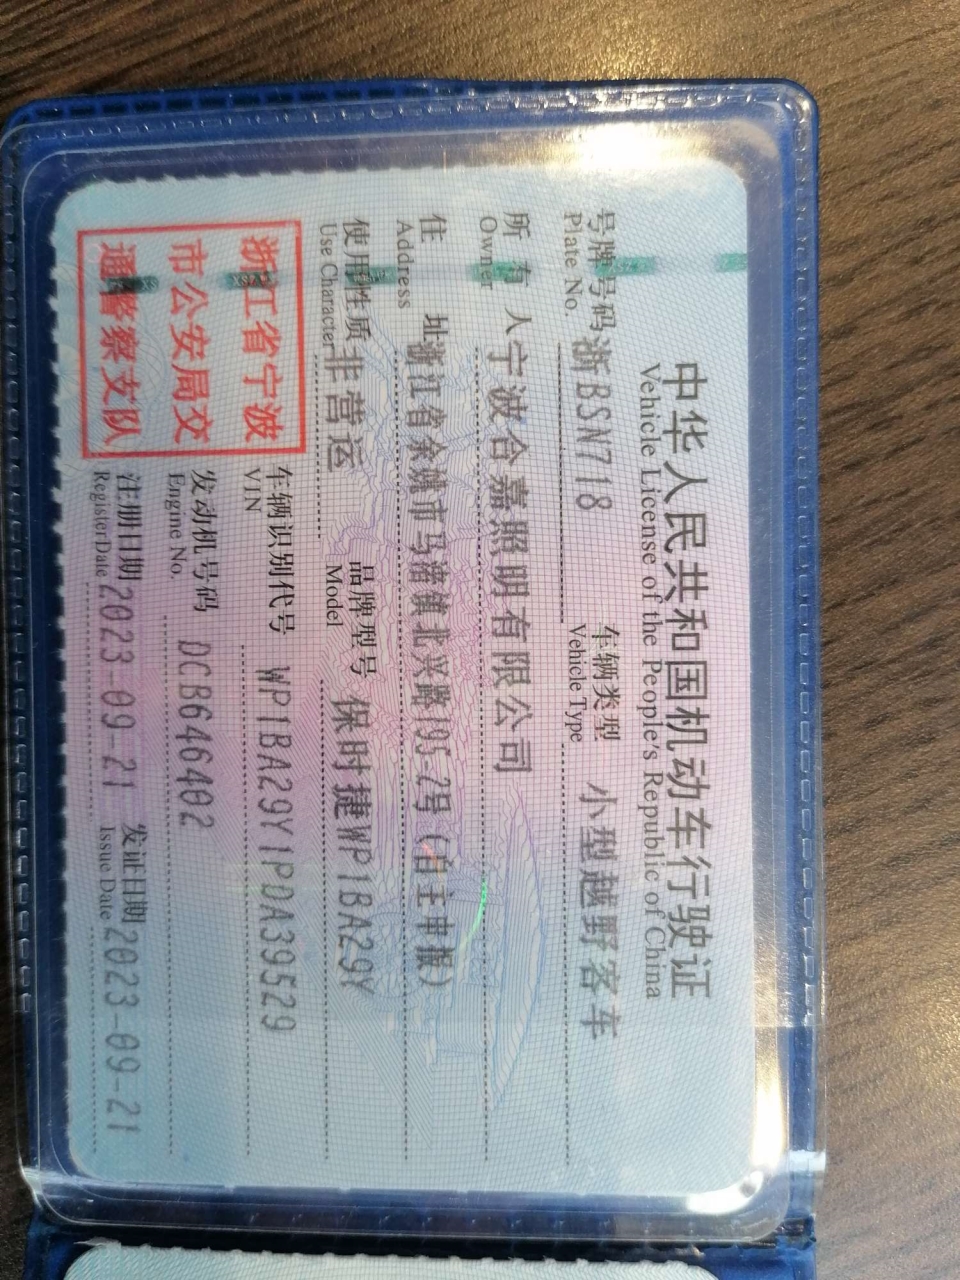 中华人民共和国机动车行驶证
Vehicle License of the People's Republic of China
号牌号码 浙BSN718 车辆类型 小型越野客车
Plate No. Vehicle Type
所有人 宁波合嘉照明有限公司
Owner
住址 浙江省余姚市马渚镇北兴路195-2号(自主申报)
Address
使用性质 非营运 品牌型号 保时捷WP1BA29Y
Use Character Model
浙江省宁波
市公安局交
通警察支队
车辆识别代号 WP1BA29Y1PDA39529
VIN
发动机号码 DCB646402
Engine No.
注册日期 2023-09-21 发证日期 2023-09-21
Register Date Issue Date